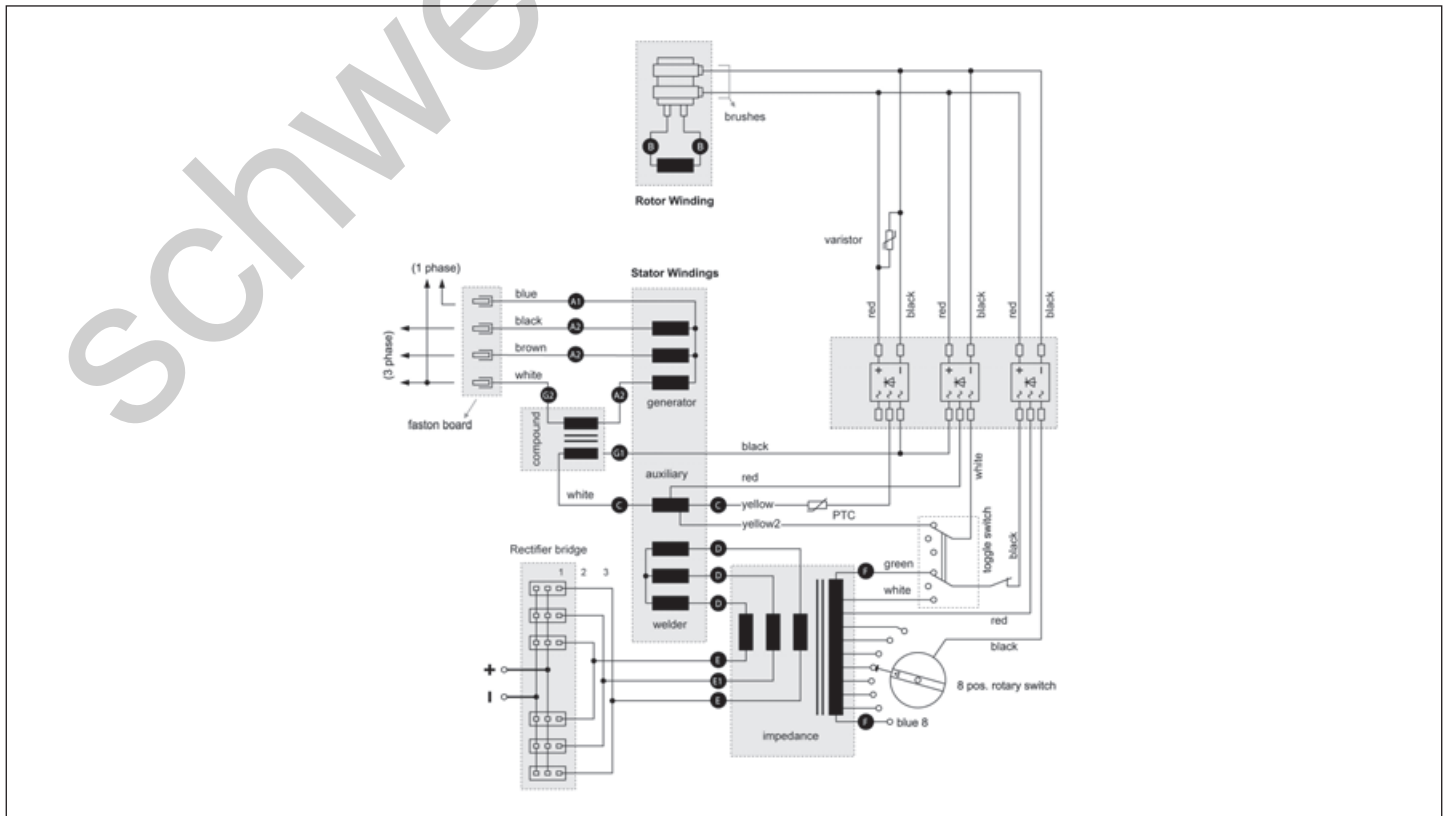 schwe
brushes
B
B
Rotor Winding
varistor
(1 phase)
Stator Windings
blue
A1
black
A2
brown
A2
white
(3 phase)
faston board
G2
A2
generator
compound
G1
black
auxiliary
red
white
C
C
yellow
PTC
yellow2
red
black
red
black
red
black
+
–
~
~
+
–
~
~
+
–
~
~
white
toggle switch
black
Rectifier bridge
1
2
3
D
D
D
welder
F
green
white
red
black
+
–
E
E1
E
8 pos. rotary switch
F
blue 8
impedance